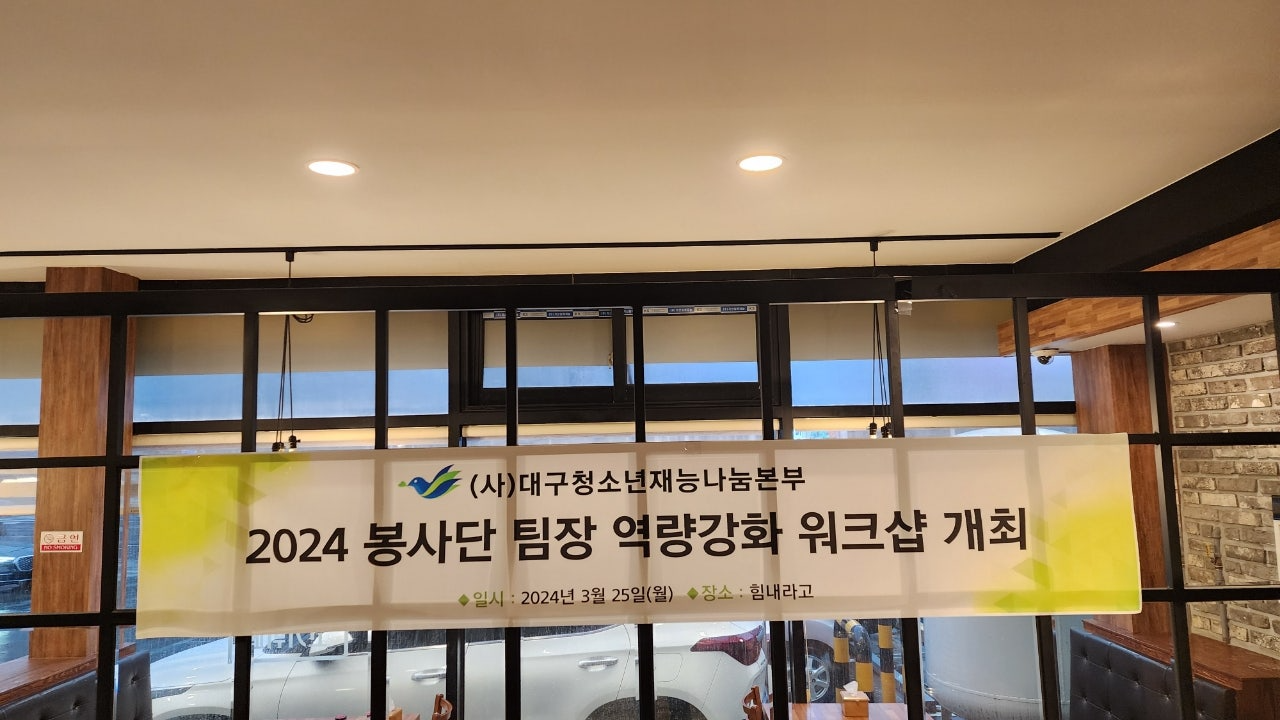 (사)대구청소년재능나눔본부
2024 봉사단 팀장 역량강화 워크샵 개최
◆일시 : 2024년 3월 25일(월) ◆장소 : 힘내라고
금연
NO SMOKING